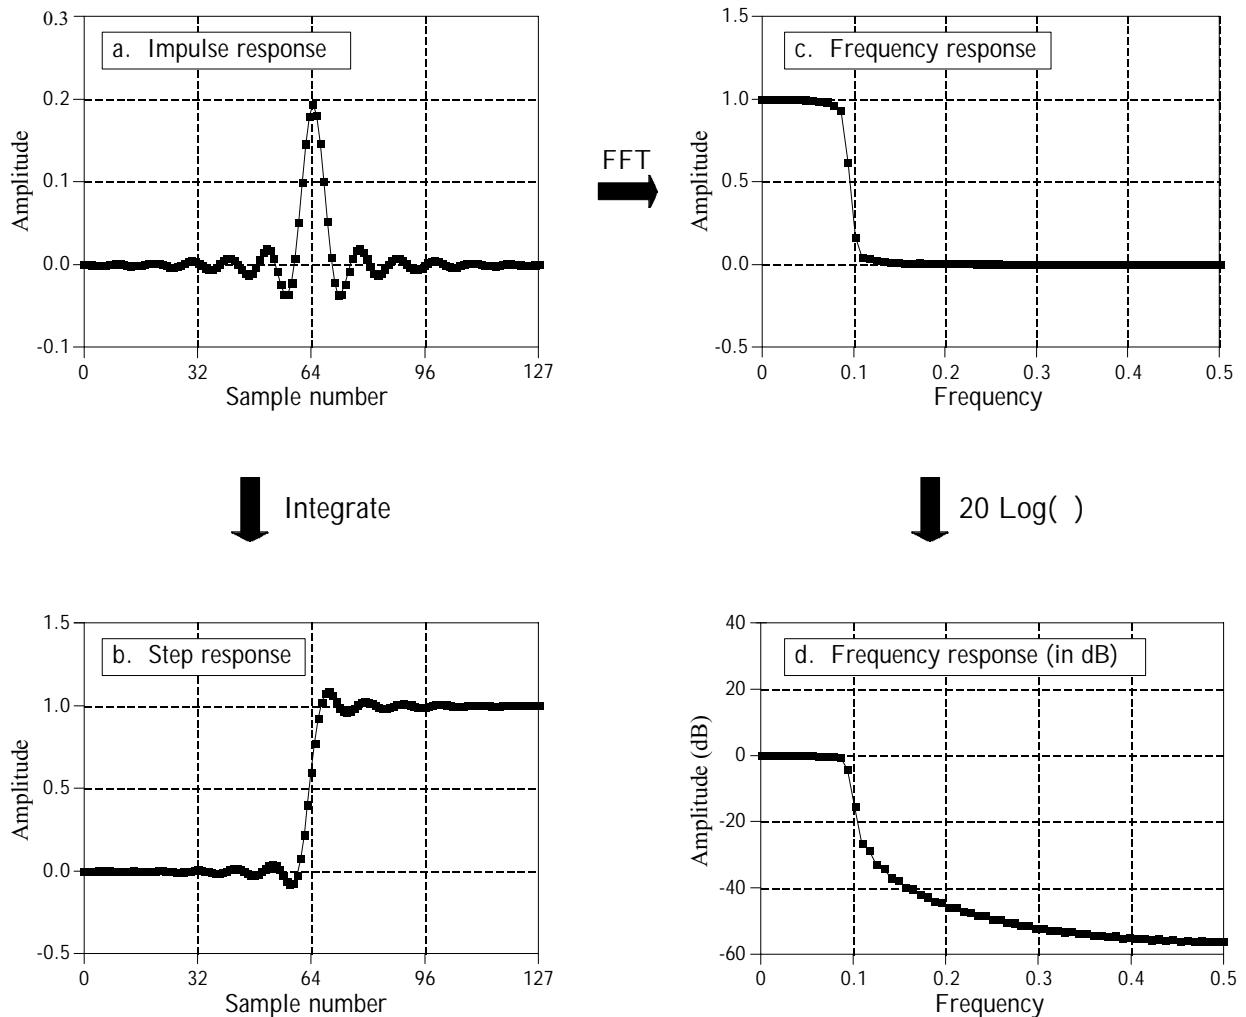 a. Impulse response
0.3
0.2
0.1
0.0
-0.1
Amplitude
0 32 64 96 127
Sample number
FFT
c. Frequency response
1.5
1.0
0.5
0.0
-0.5
Amplitude
0 0.1 0.2 0.3 0.4 0.5
Frequency
Integrate
20 Log( )
b. Step response
1.5
1.0
0.5
0.0
-0.5
Amplitude
0 32 64 96 127
Sample number
d. Frequency response (in dB)
40
20
0
-20
-40
-60
Amplitude (dB)
0 0.1 0.2 0.3 0.4 0.5
Frequency